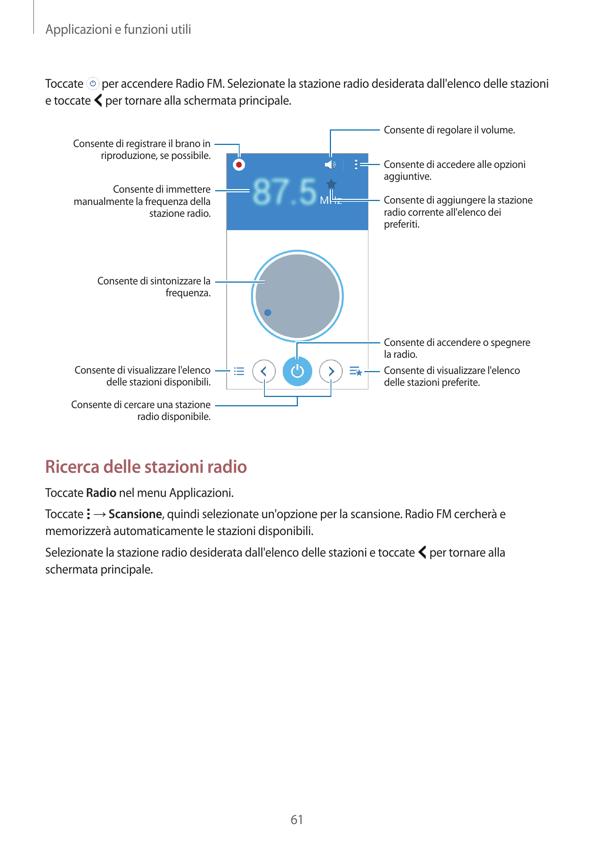 Applicazioni e funzioni utili
Toccate per accendere Radio FM. Selezionate la stazione radio desiderata dall'elenco delle stazioni
e toccate per tornare alla schermata principale.
Consente di regolare il volume.
Consente di registrare il brano in
riproduzione, se possibile.
Consente di accedere alle opzioni
aggiuntive.
Consente di immettere
manualmente la frequenza della
stazione radio.
87.5 MHz
Consente di aggiungere la stazione
radio corrente all'elenco dei
preferiti.
Consente di sintonizzare la
frequenza.
Consente di accendere o spegnere
la radio.
Consente di visualizzare l'elenco
delle stazioni disponibili.
Consente di visualizzare l'elenco
delle stazioni preferite.
Consente di cercare una stazione
radio disponibile.
Ricerca delle stazioni radio
Toccate Radio nel menu Applicazioni.
Toccate → Scansione, quindi selezionate un'opzione per la scansione. Radio FM cercherà e
memorizzerà automaticamente le stazioni disponibili.
Selezionate la stazione radio desiderata dall'elenco delle stazioni e toccate per tornare alla
schermata principale.
61